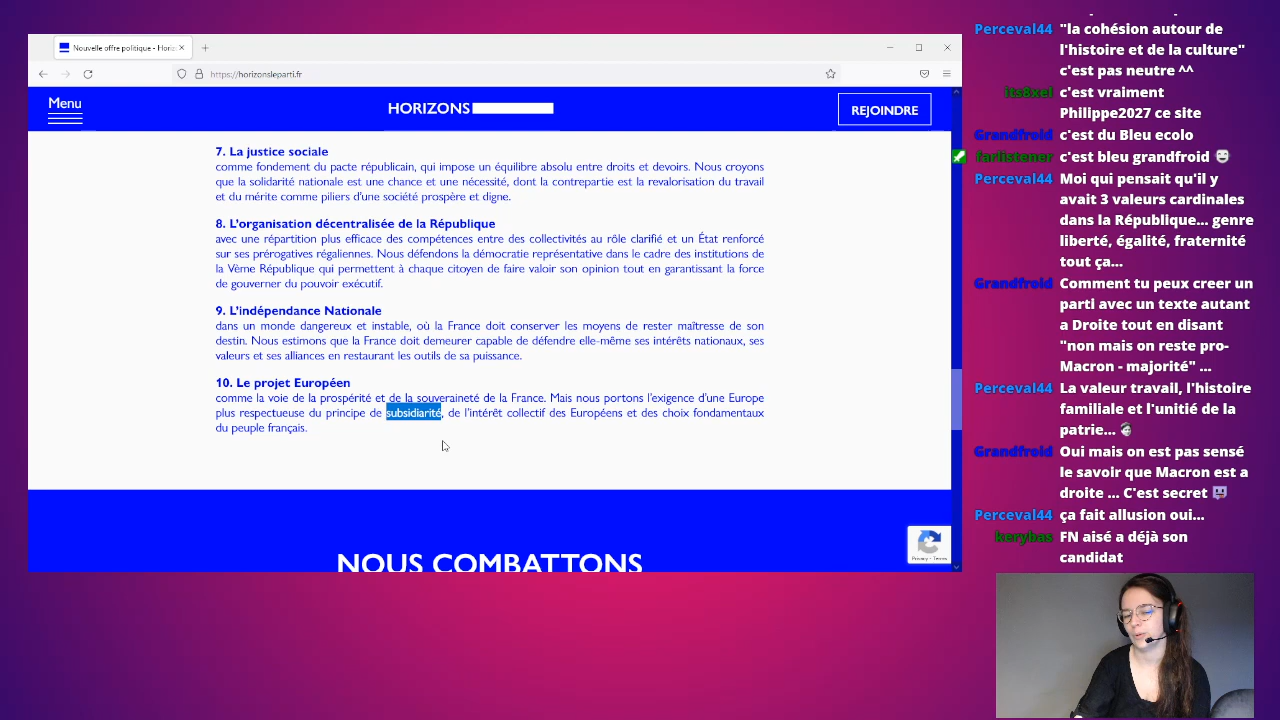 Nouvelle offre politique - Horiz
https://horizonsleparti.fr
Menu
HORIZONS
REJOINDRE
7. La justice sociale
comme fondement du pacte républicain, qui impose un équilibre absolu entre droits et devoirs. Nous croyons
que la solidarité nationale est une chance et une nécessité, dont la contrepartie est la revalorisation du travail
et du mérite comme piliers d'une société prospère et digne.
8. L'organisation décentralisée de la République
avec une répartition plus efficace des compétences entre des collectivités au rôle clarifié et un État renforcé
sur ses prérogatives régaliennes. Nous défendons la démocratie représentative dans le cadre des institutions de
la Vème République qui permettent à chaque citoyen de faire valoir son opinion tout en garantissant la force
de gouverner du pouvoir exécutif.
9. L'indépendance Nationale
dans un monde dangereux et instable, où la France doit conserver les moyens de rester maîtresse de son
destin. Nous estimons que la France doit demeurer capable de défendre elle-même ses intérêts nationaux, ses
valeurs et ses alliances en restaurant les outils de sa puissance.
10. Le projet Européen
comme la voie de la prospérité et de la souveraineté de la France. Mais nous portons l'exigence d'une Europe
plus respectueuse du principe de subsidiarité, de l'intérêt collectif des Européens et des choix fondamentaux
du peuple français.
NOUS COMBATTONS
Privacy - Terms
Perceval44 "la cohésion autour de
l'histoire et de la culture"
c'est pas neutre ^^
its8xel c'est vraiment
Philippe2027 ce site
Grandfroid c'est du Bleu ecolo
farlistener c'est bleu grandfroid
Perceval44 Moi qui pensait qu'il y
avait 3 valeurs cardinales
dans la République... genre
liberté, égalité, fraternité
tout ça...
Grandfroid Comment tu peux creer un
parti avec un texte autant
a Droite tout en disant
"non mais on reste pro-
Macron - majorité" ...
Perceval44 La valeur travail, l'histoire
familiale et l'unitié de la
patrie...
Grandfroid Oui mais on est pas sensé
le savoir que Macron est a
droite ... C'est secret
Perceval44 ça fait allusion oui...
kerybas FN aisé a déjà son
candidat